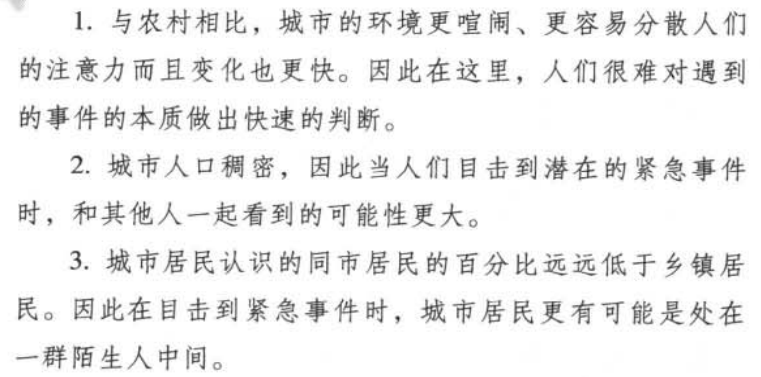 1. 与农村相比，城市的环境更喧闹、更容易分散人们
的注意力而且变化也更快。因此在这里，人们很难对遇到
的事件的本质做出快速的判断。
2. 城市人口稠密，因此当人们目击到潜在的紧急事件
时，和其他人一起看到的可能性更大。
3. 城市居民认识的同市居民的百分比远远低于乡镇居
民。因此在目击到紧急事件时，城市居民更有可能是处在
一群陌生人中间。